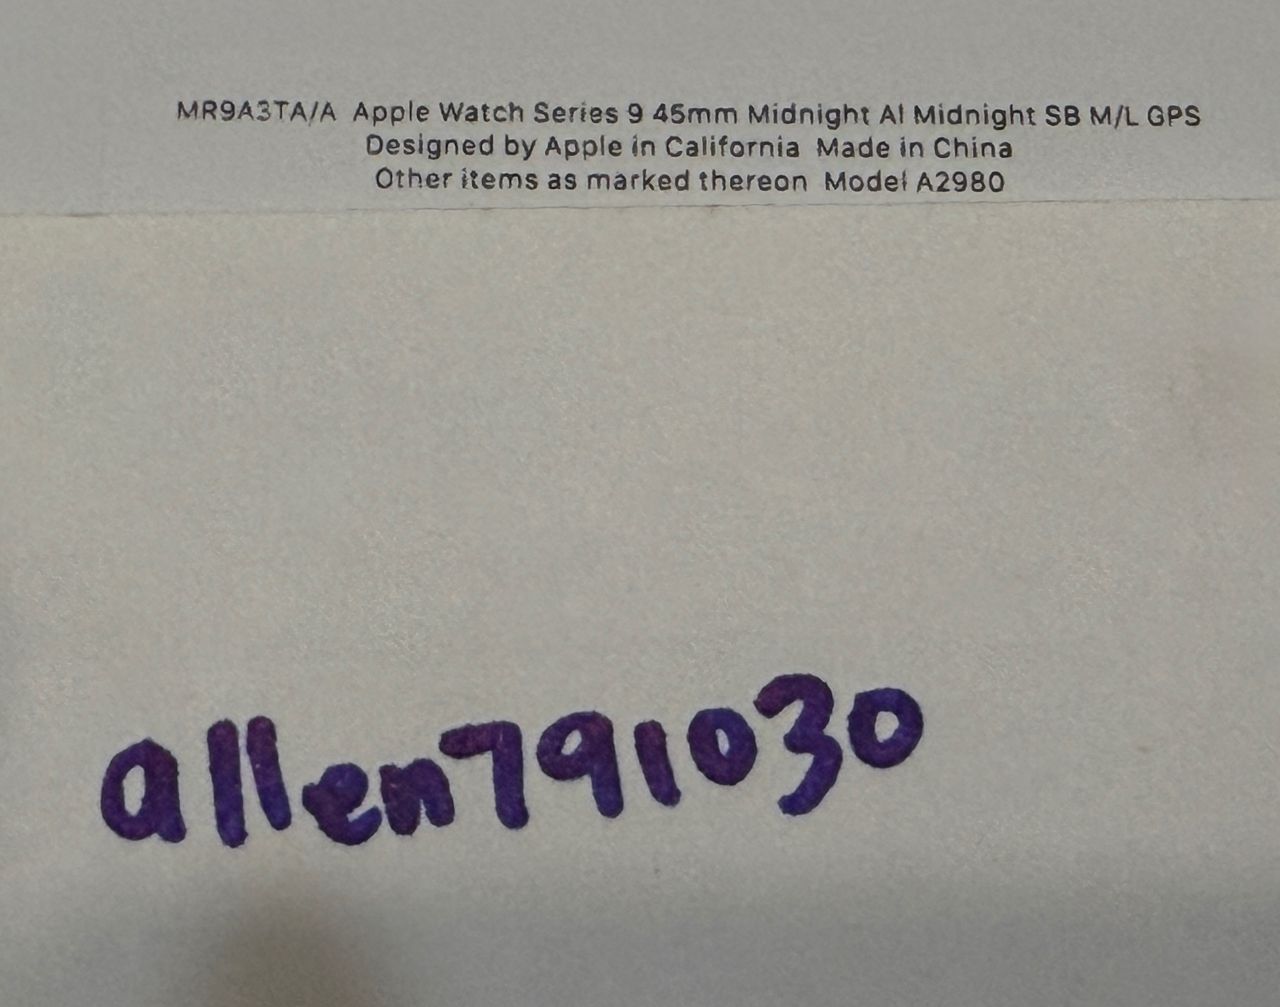 MR9A3TA/A Apple Watch Series 9 45mm Midnight Al Midnight SB M/L GPS
Designed by Apple in California Made in China
Other items as marked thereon Model A2980
allen791030